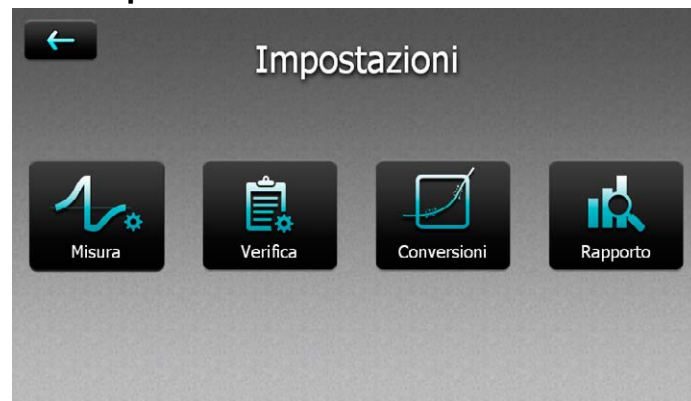 Impostazioni
Misura
Verifica
Conversioni
Rapporto